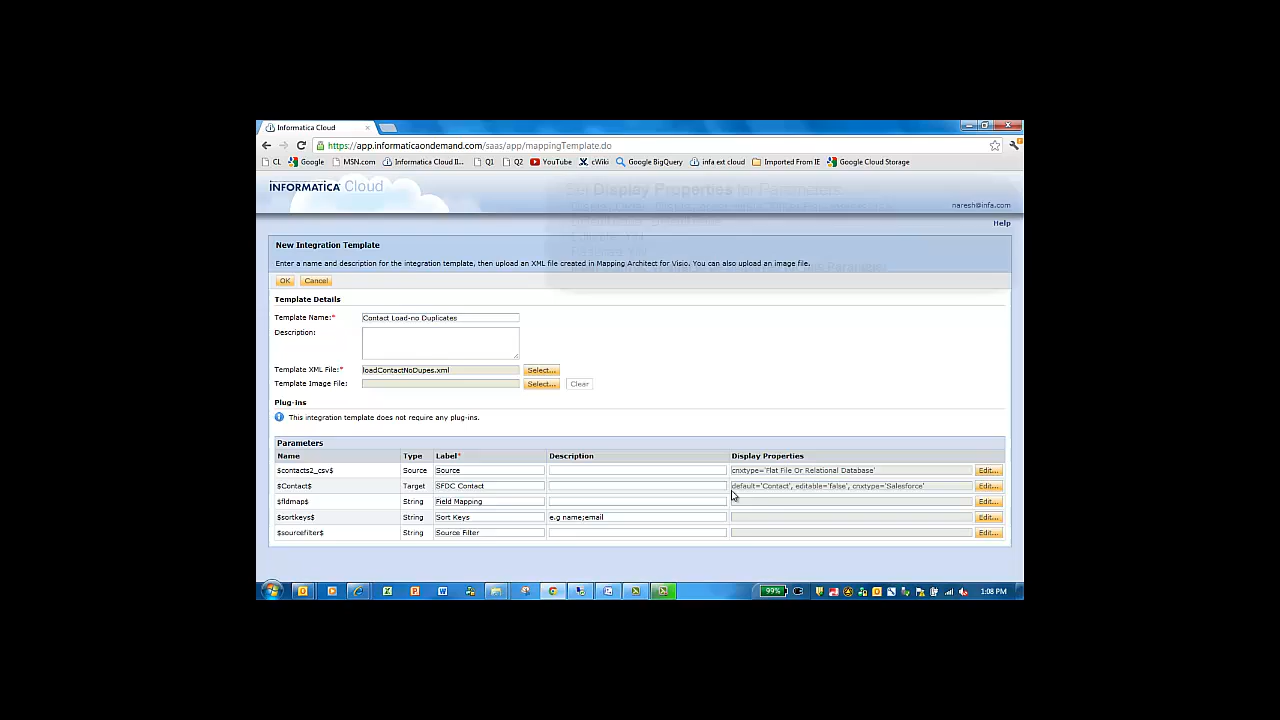 Informatica Cloud
https://app.informaticaondemand.com/saas/app/mappingTemplate.do
CL Google MSN.com Informatica Cloud II... Q1 Q2 YouTube cWiki Google BigQuery infa ext cloud Imported From IE Google Cloud Storage
INFORMATICA Cloud
Set Display Properties for Parameters:
naresh@infa.com
Help
New Integration Template
Enter a name and description for the integration template, then upload an XML file created in Mapping Architect for Visio. You can also upload an image file.
OK Cancel
Template Details
Template Name:* Contact Load-no Duplicates
Description:
Template XML File:* loadContactNoDupes.xml Select...
Template Image File: Select... Clear
Plug-ins
This integration template does not require any plug-ins.
Parameters
Name Type Label* Description Display Properties
$contacts2_csv$ Source Source cnxtype='Flat File Or Relational Database' Edit...
$Contact$ Target SFDC Contact default='Contact', editable='false', cnxtype='Salesforce' Edit...
$fldmap$ String Field Mapping Edit...
$sortkeys$ String Sort Keys e.g name;email Edit...
$sourcefilter$ String Source Filter Edit...
99% 1:08 PM